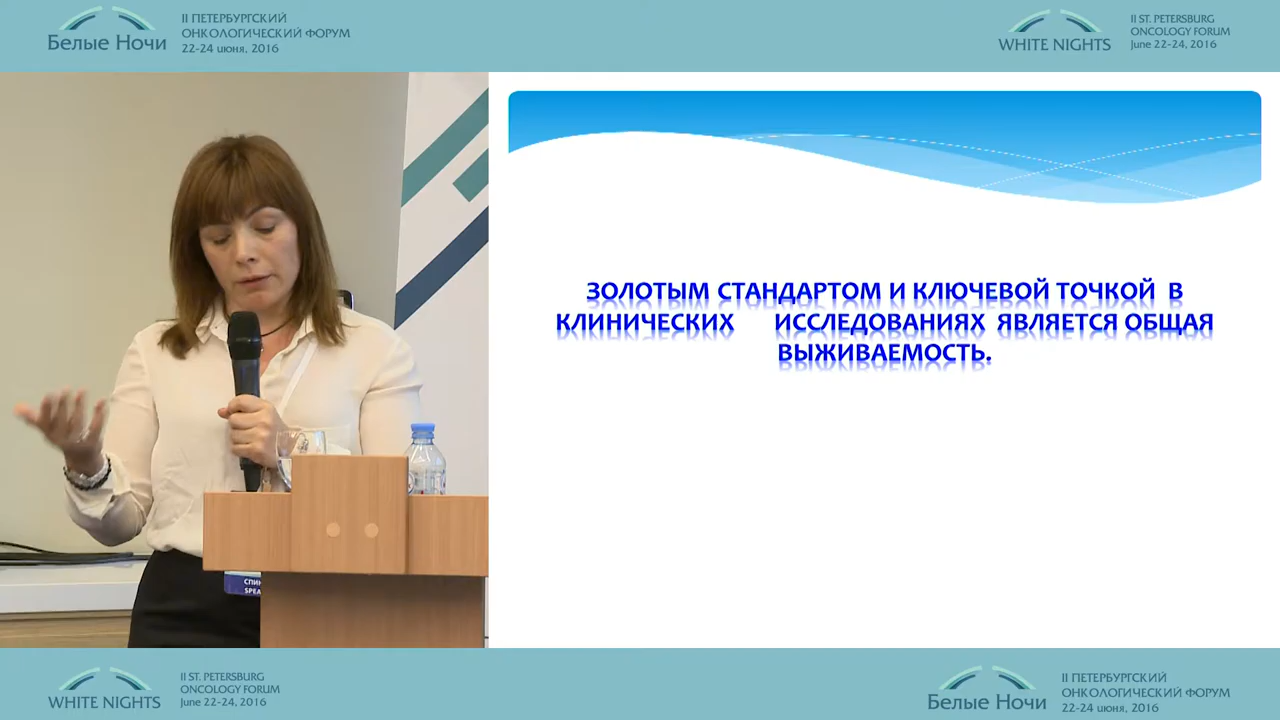 Белые Ночи
II ПЕТЕРБУРГСКИЙ
ОНКОЛОГИЧЕСКИЙ ФОРУМ
22-24 июня, 2016
WHITE NIGHTS
II ST. PETERSBURG
ONCOLOGY FORUM
June 22-24, 2016
ЗОЛОТЫМ СТАНДАРТОМ И КЛЮЧЕВОЙ ТОЧКОЙ В
КЛИНИЧЕСКИХ ИССЛЕДОВАНИЯХ ЯВЛЯЕТСЯ ОБЩАЯ
ВЫЖИВАЕМОСТЬ.
WHITE NIGHTS
II ST. PETERSBURG
ONCOLOGY FORUM
June 22-24, 2016
Белые Ночи
II ПЕТЕРБУРГСКИЙ
ОНКОЛОГИЧЕСКИЙ ФОРУМ
22-24 июня, 2016